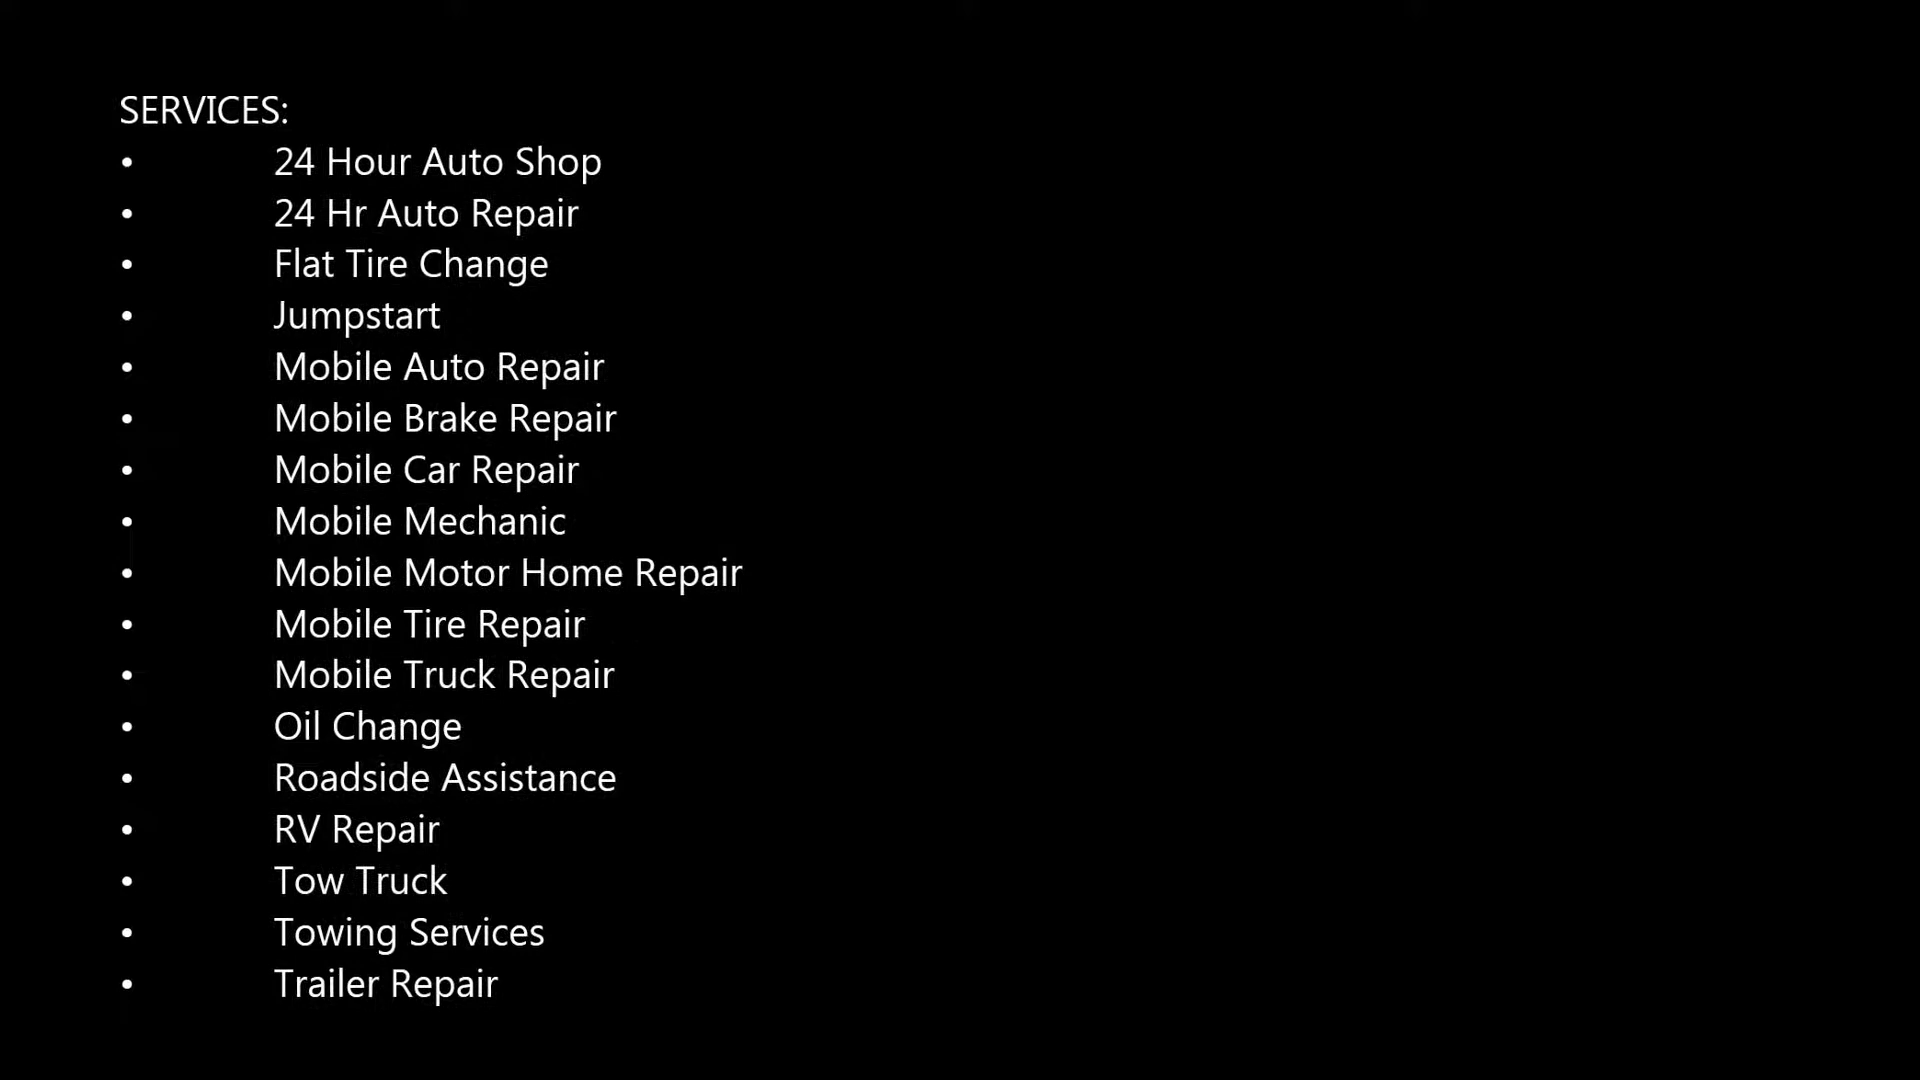 SERVICES:
• 24 Hour Auto Shop
• 24 Hr Auto Repair
• Flat Tire Change
• Jumpstart
• Mobile Auto Repair
• Mobile Brake Repair
• Mobile Car Repair
• Mobile Mechanic
• Mobile Motor Home Repair
• Mobile Tire Repair
• Mobile Truck Repair
• Oil Change
• Roadside Assistance
• RV Repair
• Tow Truck
• Towing Services
• Trailer Repair